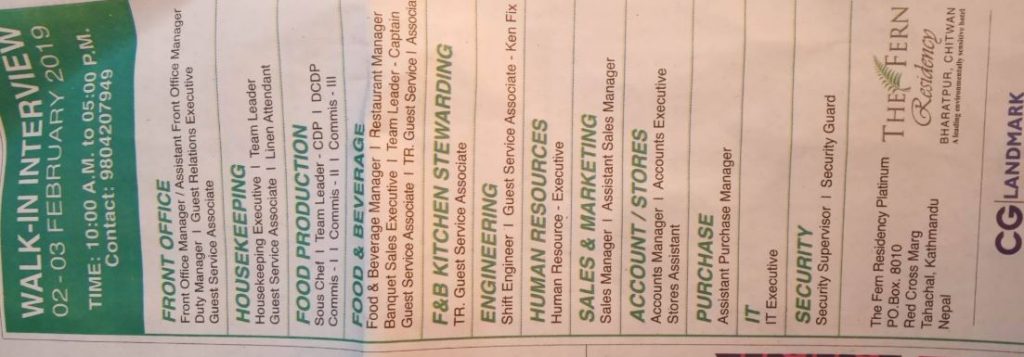 WALK-IN INTERVIEW
02 - 03 FEBRUARY 2019
TIME: 10:00 A.M. to 05:00 P.M.
Contact: 9804207949
FRONT OFFICE
Front Office Manager / Assistant Front Office Manager
Duty Manager | Guest Relations Executive
Guest Service Associate
HOUSEKEEPING
Housekeeping Executive | Team Leader
Guest Service Associate | Linen Attendant
FOOD PRODUCTION
Sous Chef | Team Leader - CDP | DCDP
Commis - I | Commis - II | Commis - III
FOOD & BEVERAGE
Food & Beverage Manager | Restaurant Manager
Banquet Sales Executive | Team Leader - Captain
Guest Service Associate | TR. Guest Service | Associa
F&B KITCHEN STEWARDING
TR. Guest Service Associate
ENGINEERING
Shift Engineer | Guest Service Associate - Ken Fix
HUMAN RESOURCES
Human Resource - Executive
SALES & MARKETING
Sales Manager | Assistant Sales Manager
ACCOUNT / STORES
Accounts Manager | Accounts Executive
Stores Assistant
PURCHASE
Assistant Purchase Manager
IT
IT Executive
SECURITY
Security Supervisor | Security Guard
The Fern Residency Platinum
P.O. Box. 8010
Red Cross Marg
Tahachal, Kathmandu
Nepal
THE FERN
Residency
BHARATPUR, CHITWAN
A leading environmentally sensitive hotel
CG|LANDMARK